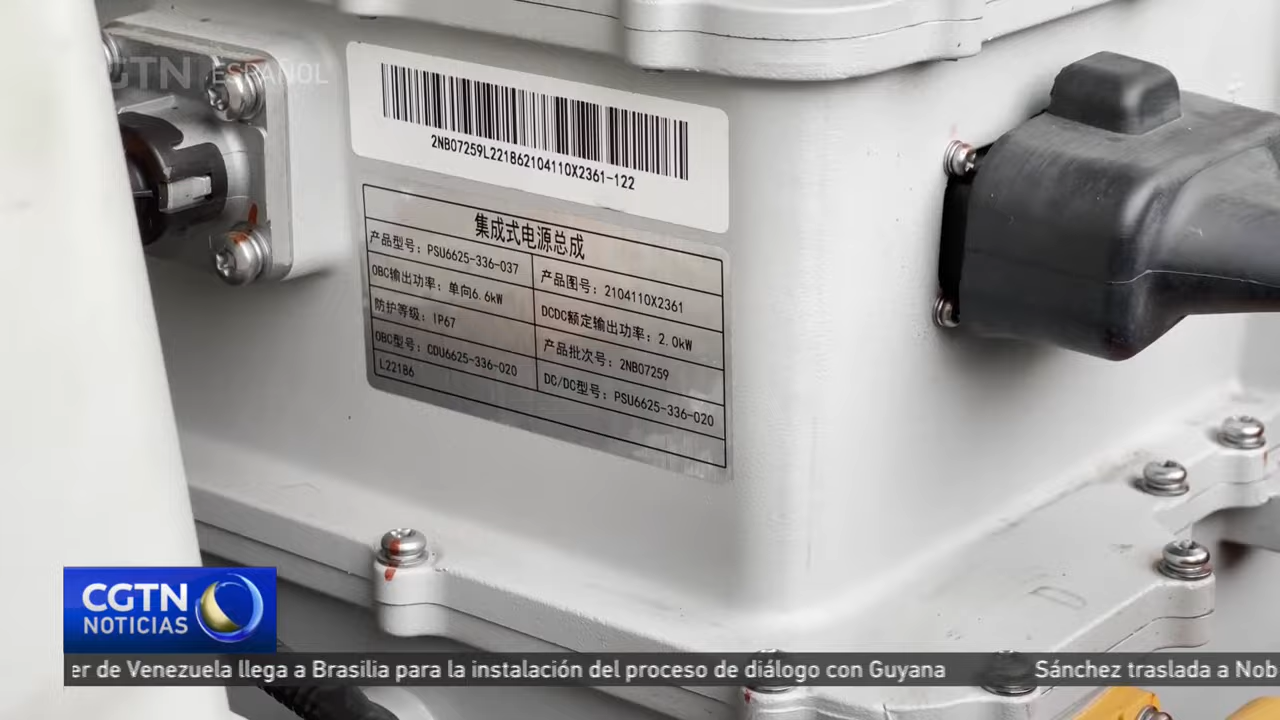 CGTN ESPAÑOL
2NB07259L221862104110X2361-122
集成式电源总成
产品型号: PSU6625-336-037
产品图号: 2104110X2361
OBC输出功率: 单向6.6kW
DCDC额定输出功率: 2.0kW
防护等级: IP67
产品批次号: 2NB07259
OBC型号: CDU6625-336-020
DC/DC型号: PSU6625-336-020
L22186
CGTN
NOTICIAS
er de Venezuela llega a Brasilia para la instalación del proceso de diálogo con Guyana
Sánchez traslada a Nob